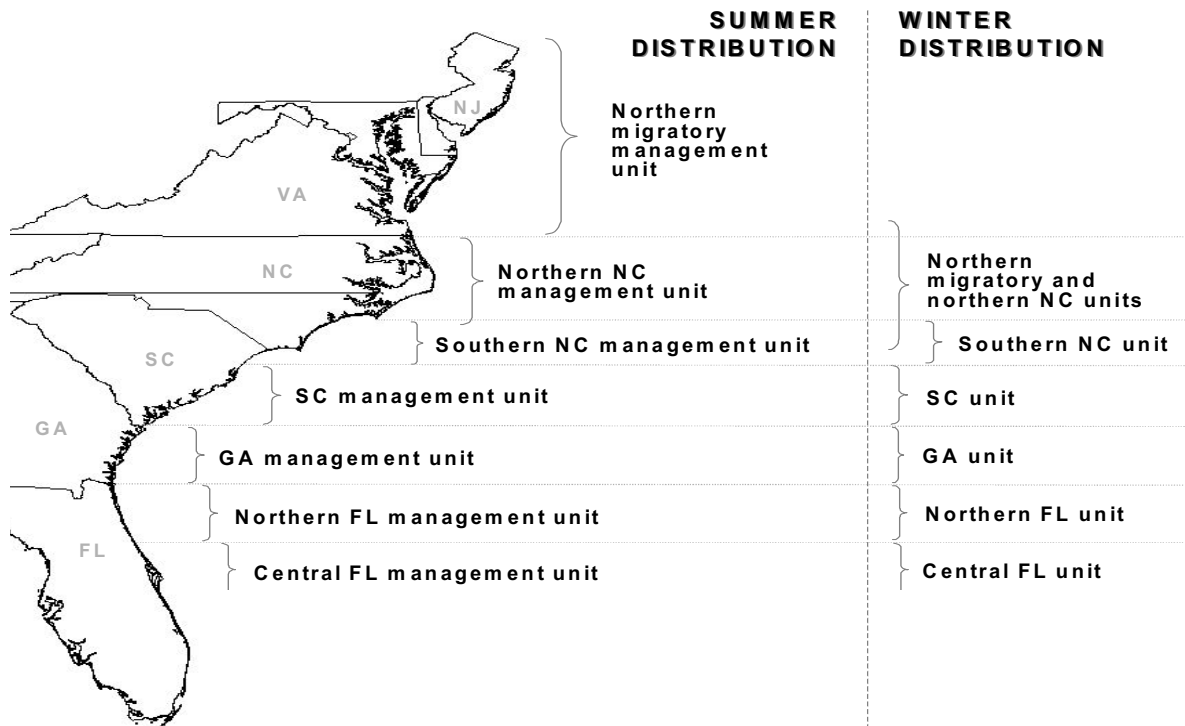 SUMMER
DISTRIBUTION
WINTER
DISTRIBUTION
NJ
Northern
migratory
management
unit
VA
NC
Northern NC
management unit
Northern
migratory and
northern NC units
SC
Southern NC management unit
Southern NC unit
SC management unit
SC unit
GA
GA management unit
GA unit
Northern FL management unit
Northern FL unit
FL
Central FL management unit
Central FL unit